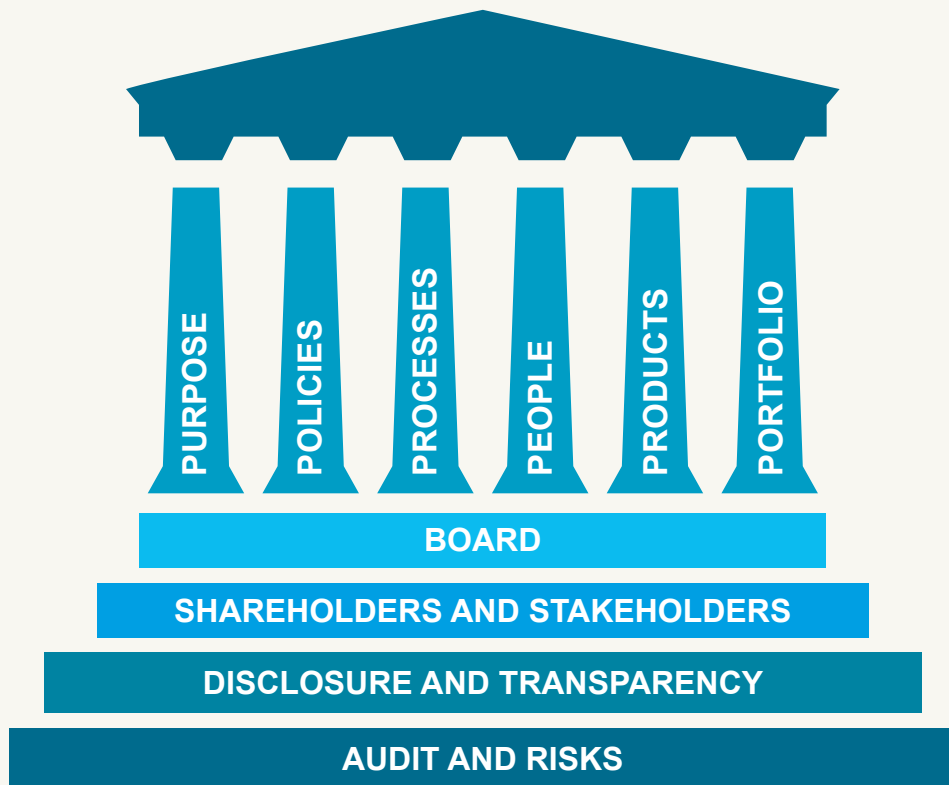 PURPOSE
POLICIES
PROCESSES
PEOPLE
PRODUCTS
PORTFOLIO
BOARD
SHAREHOLDERS AND STAKEHOLDERS
DISCLOSURE AND TRANSPARENCY
AUDIT AND RISKS